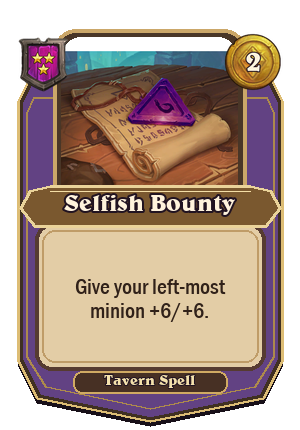 2
Selfish Bounty
Give your left-most
minion +6/+6.
Tavern Spell